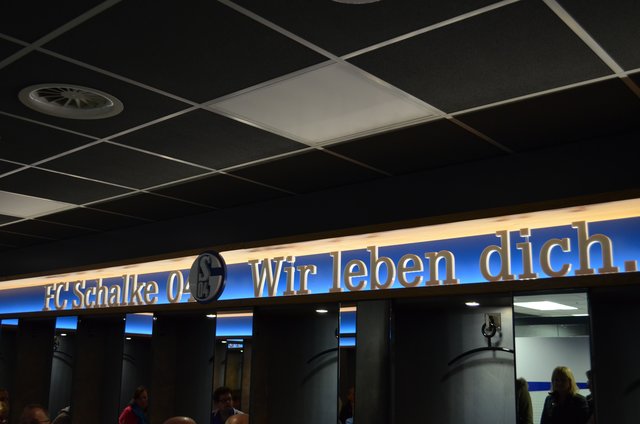 FC Schalke 04 Wir leben dich.